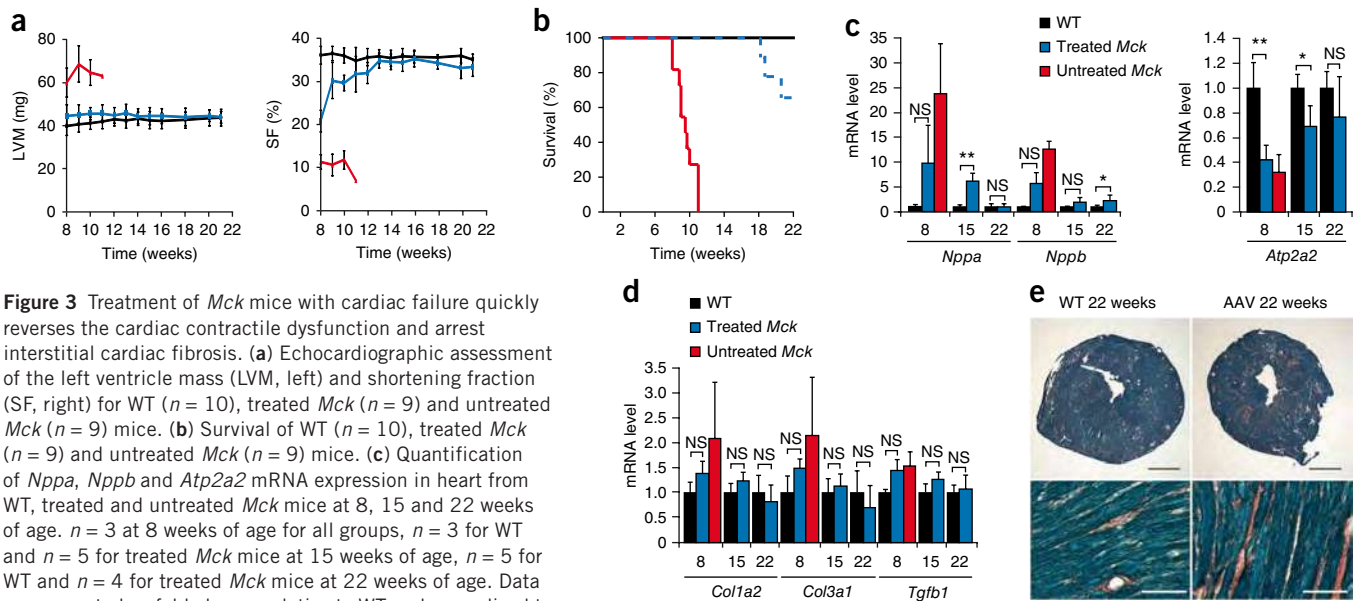 a
80
60
40
20
0
LVM (mg)
8 10 12 14 16 18 20 22
Time (weeks)
40
30
20
10
0
SF (%)
8 10 12 14 16 18 20 22
Time (weeks)
b
100
80
60
40
20
0
Survival (%)
2 6 10 14 18 22
Time (weeks)
c
WT
Treated Mck
Untreated Mck
35
30
25
20
15
10
5
0
mRNA level
NS
**
NS
NS
NS
*
8 15 22 8 15 22
Nppa Nppb
1.4
1.2
1.0
0.8
0.6
0.4
0.2
0
mRNA level
** * NS
8 15 22
Atp2a2
Figure 3 Treatment of Mck mice with cardiac failure quickly
reverses the cardiac contractile dysfunction and arrest
interstitial cardiac fibrosis. (a) Echocardiographic assessment
of the left ventricle mass (LVM, left) and shortening fraction
(SF, right) for WT (n = 10), treated Mck (n = 9) and untreated
Mck (n = 9) mice. (b) Survival of WT (n = 10), treated Mck
(n = 9) and untreated Mck (n = 9) mice. (c) Quantification
of Nppa, Nppb and Atp2a2 mRNA expression in heart from
WT, treated and untreated Mck mice at 8, 15 and 22 weeks
of age. n = 3 at 8 weeks of age for all groups, n = 3 for WT
and n = 5 for treated Mck mice at 15 weeks of age, n = 5 for
WT and n = 4 for treated Mck mice at 22 weeks of age. Data
d
WT
Treated Mck
Untreated Mck
3.5
3.0
2.5
2.0
1.5
1.0
0.5
0
mRNA level
NS NS NS NS NS NS NS NS NS
8 15 22 8 15 22 8 15 22
Col1a2 Col3a1 Tgfb1
e
WT 22 weeks AAV 22 weeks